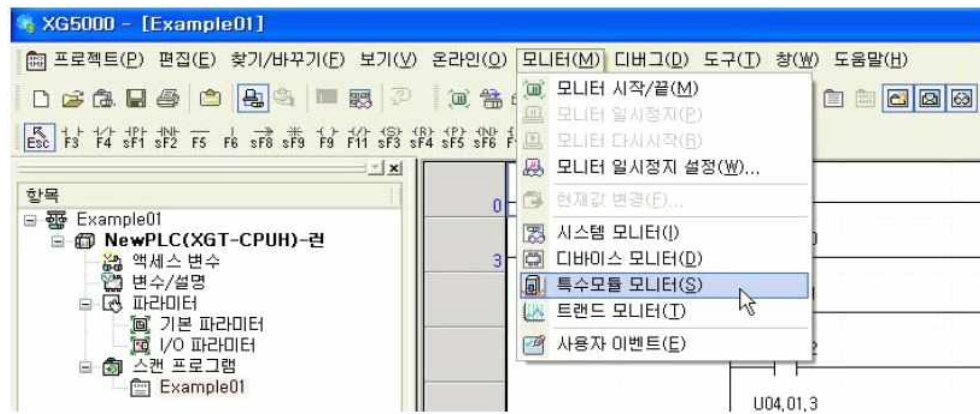 XG5000 - [Example01]
프로젝트(P) 편집(E) 찾기/바꾸기(F) 보기(V) 온라인(O) 모니터(M) 디버그(D) 도구(T) 창(W) 도움말(H)
모니터 시작/끝(M)
모니터 일시정지(P)
모니터 다시시작(R)
모니터 일시정지 설정(W)...
현재값 변경(E)...
시스템 모니터(I)
디바이스 모니터(D)
특수모듈 모니터(S)
트랜드 모니터(T)
사용자 이벤트(E)
Esc F3 F4 sF1 sF2 F5 F6 sF8 sF9 F9 F11 sF3 sF4 sF5 sF6
항목
Example01
NewPLC(XGT-CPUH)-런
액세스 변수
변수/설명
파라미터
기본 파라미터
I/O 파라미터
스캔 프로그램
Example01
0
3
U04,01,3